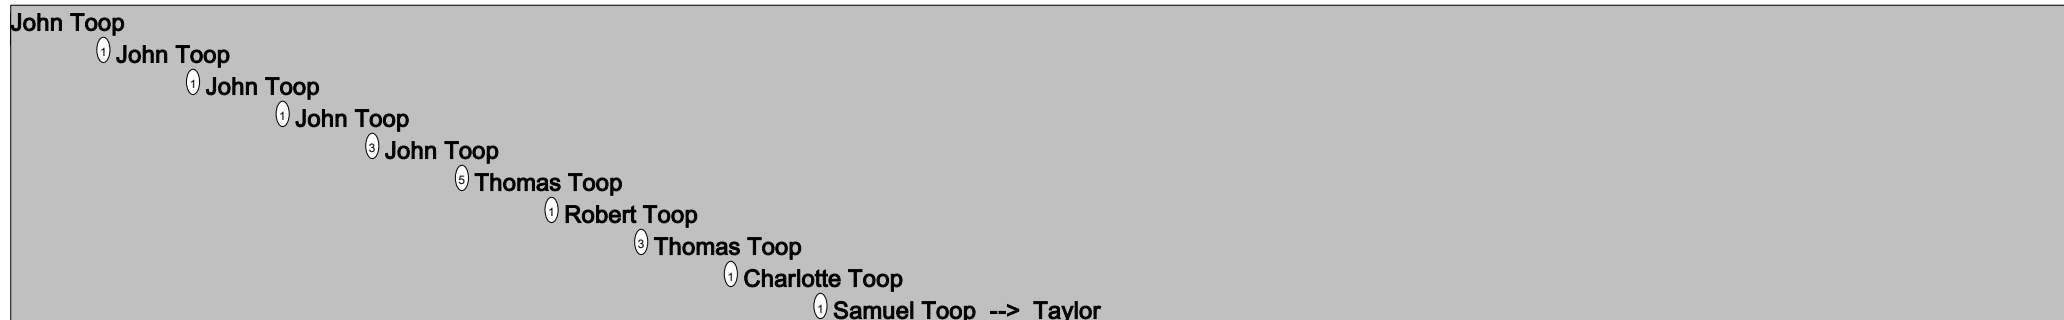 John Toop
1 John Toop
1 John Toop
1 John Toop
3 John Toop
5 Thomas Toop
1 Robert Toop
3 Thomas Toop
1 Charlotte Toop
1 Samuel Toop --> Taylor